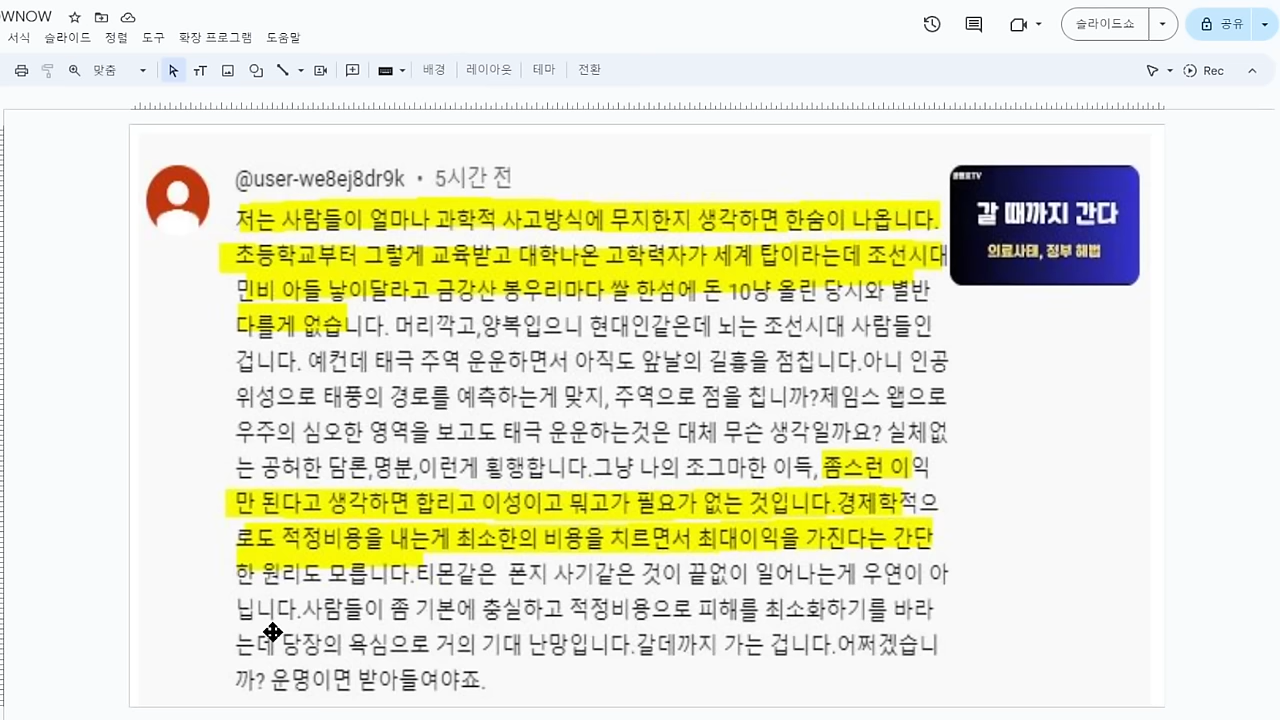 OWNOW
서식 슬라이드 정렬 도구 확장 프로그램 도움말
슬라이드쇼
공유
맞춤
배경 레이아웃 테마 전환
Rec
@user-we8ej8dr9k • 5시간 전
저는 사람들이 얼마나 과학적 사고방식에 무지한지 생각하면 한숨이 나옵니다.
초등학교부터 그렇게 교육받고 대학나온 고학력자가 세계 탑이라는데 조선시대
민비 아들 낳이달라고 금강산 봉우리마다 쌀 한섬에 돈 10냥 올린 당시와 별반
다를게 없습니다. 머리깍고,양복입으니 현대인같은데 뇌는 조선시대 사람들인
겁니다. 예컨데 태극 주역 운운하면서 아직도 앞날의 길흉을 점칩니다.아니 인공
위성으로 태풍의 경로를 예측하는게 맞지, 주역으로 점을 칩니까?제임스 웹으로
우주의 심오한 영역을 보고도 태극 운운하는것은 대체 무슨 생각일까요? 실체없
는 공허한 담론,명분,이런게 횡행합니다.그냥 나의 조그마한 이득, 좀스런 이익
만 된다고 생각하면 합리고 이성이고 뭐고가 필요가 없는 것입니다.경제학적으
로도 적정비용을 내는게 최소한의 비용을 치르면서 최대이익을 가진다는 간단
한 원리도 모릅니다.티몬같은 폰지 사기같은 것이 끝없이 일어나는게 우연이 아
닙니다.사람들이 좀 기본에 충실하고 적정비용으로 피해를 최소화하기를 바라
는데 당장의 욕심으로 거의 기대 난망입니다.갈데까지 가는 겁니다.어쩌겠습니
까? 운명이면 받아들여야죠.
갈 때까지 간다
의료사태, 정부 해법